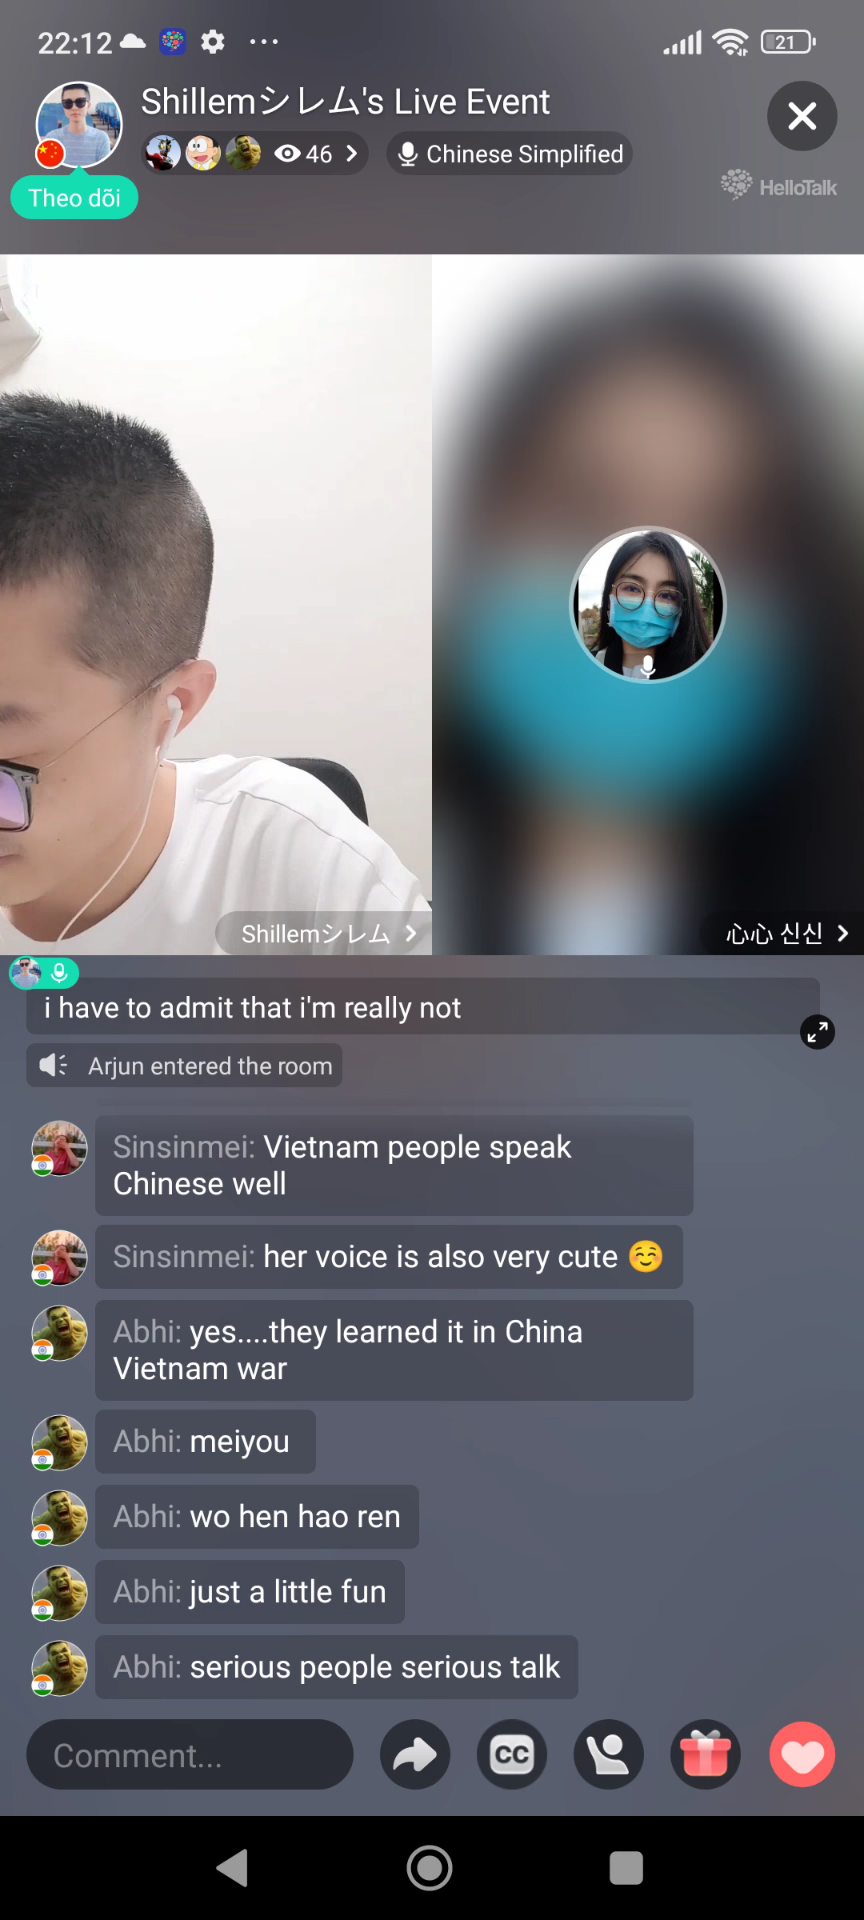 22:12
21
Shillemシレム's Live Event
46
Chinese Simplified
Theo dõi
HelloTalk
Shillemシレム
心心 신신
i have to admit that i'm really not
Arjun entered the room
Sinsinmei: Vietnam people speak
Chinese well
Sinsinmei: her voice is also very cute
Abhi: yes....they learned it in China
Vietnam war
Abhi: meiyou
Abhi: wo hen hao ren
Abhi: just a little fun
Abhi: serious people serious talk
Comment...
CC